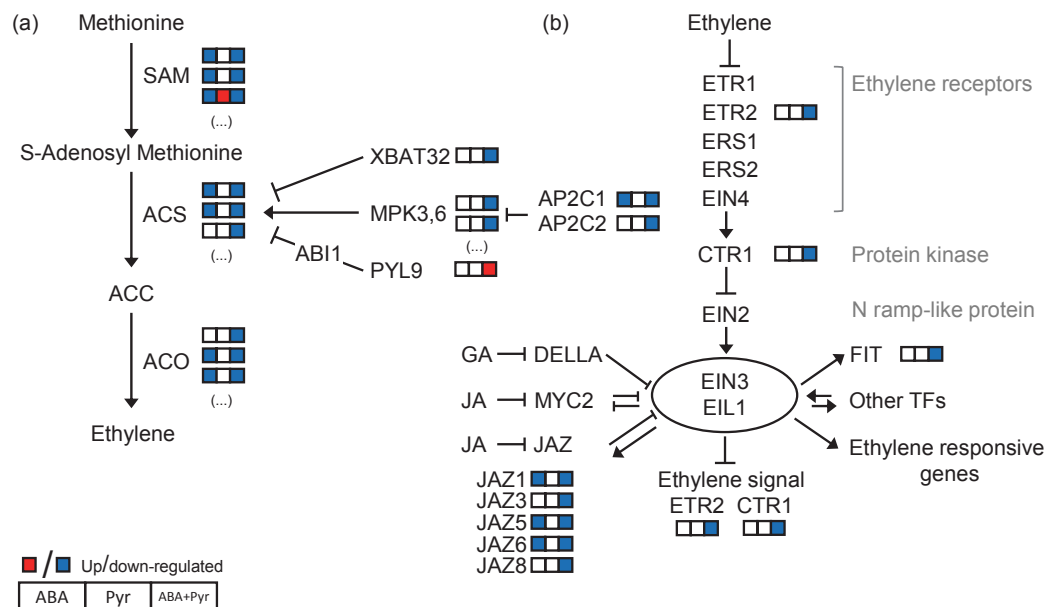 (a)
Methionine
SAM
(...)
S-Adenosyl Methionine
ACS
(...)
ACC
ACO
(...)
Ethylene
XBAT32
MPK3,6
(...)
ABI1
PYL9
AP2C1
AP2C2
(b)
Ethylene
ETR1
ETR2
ERS1
ERS2
EIN4
Ethylene receptors
CTR1
Protein kinase
EIN2
N ramp-like protein
GA
DELLA
JA
MYC2
JA
JAZ
EIN3
EIL1
FIT
Other TFs
Ethylene responsive
genes
JAZ1
JAZ3
JAZ5
JAZ6
JAZ8
Ethylene signal
ETR2 CTR1
/ Up/down-regulated
ABA Pyr ABA+Pyr